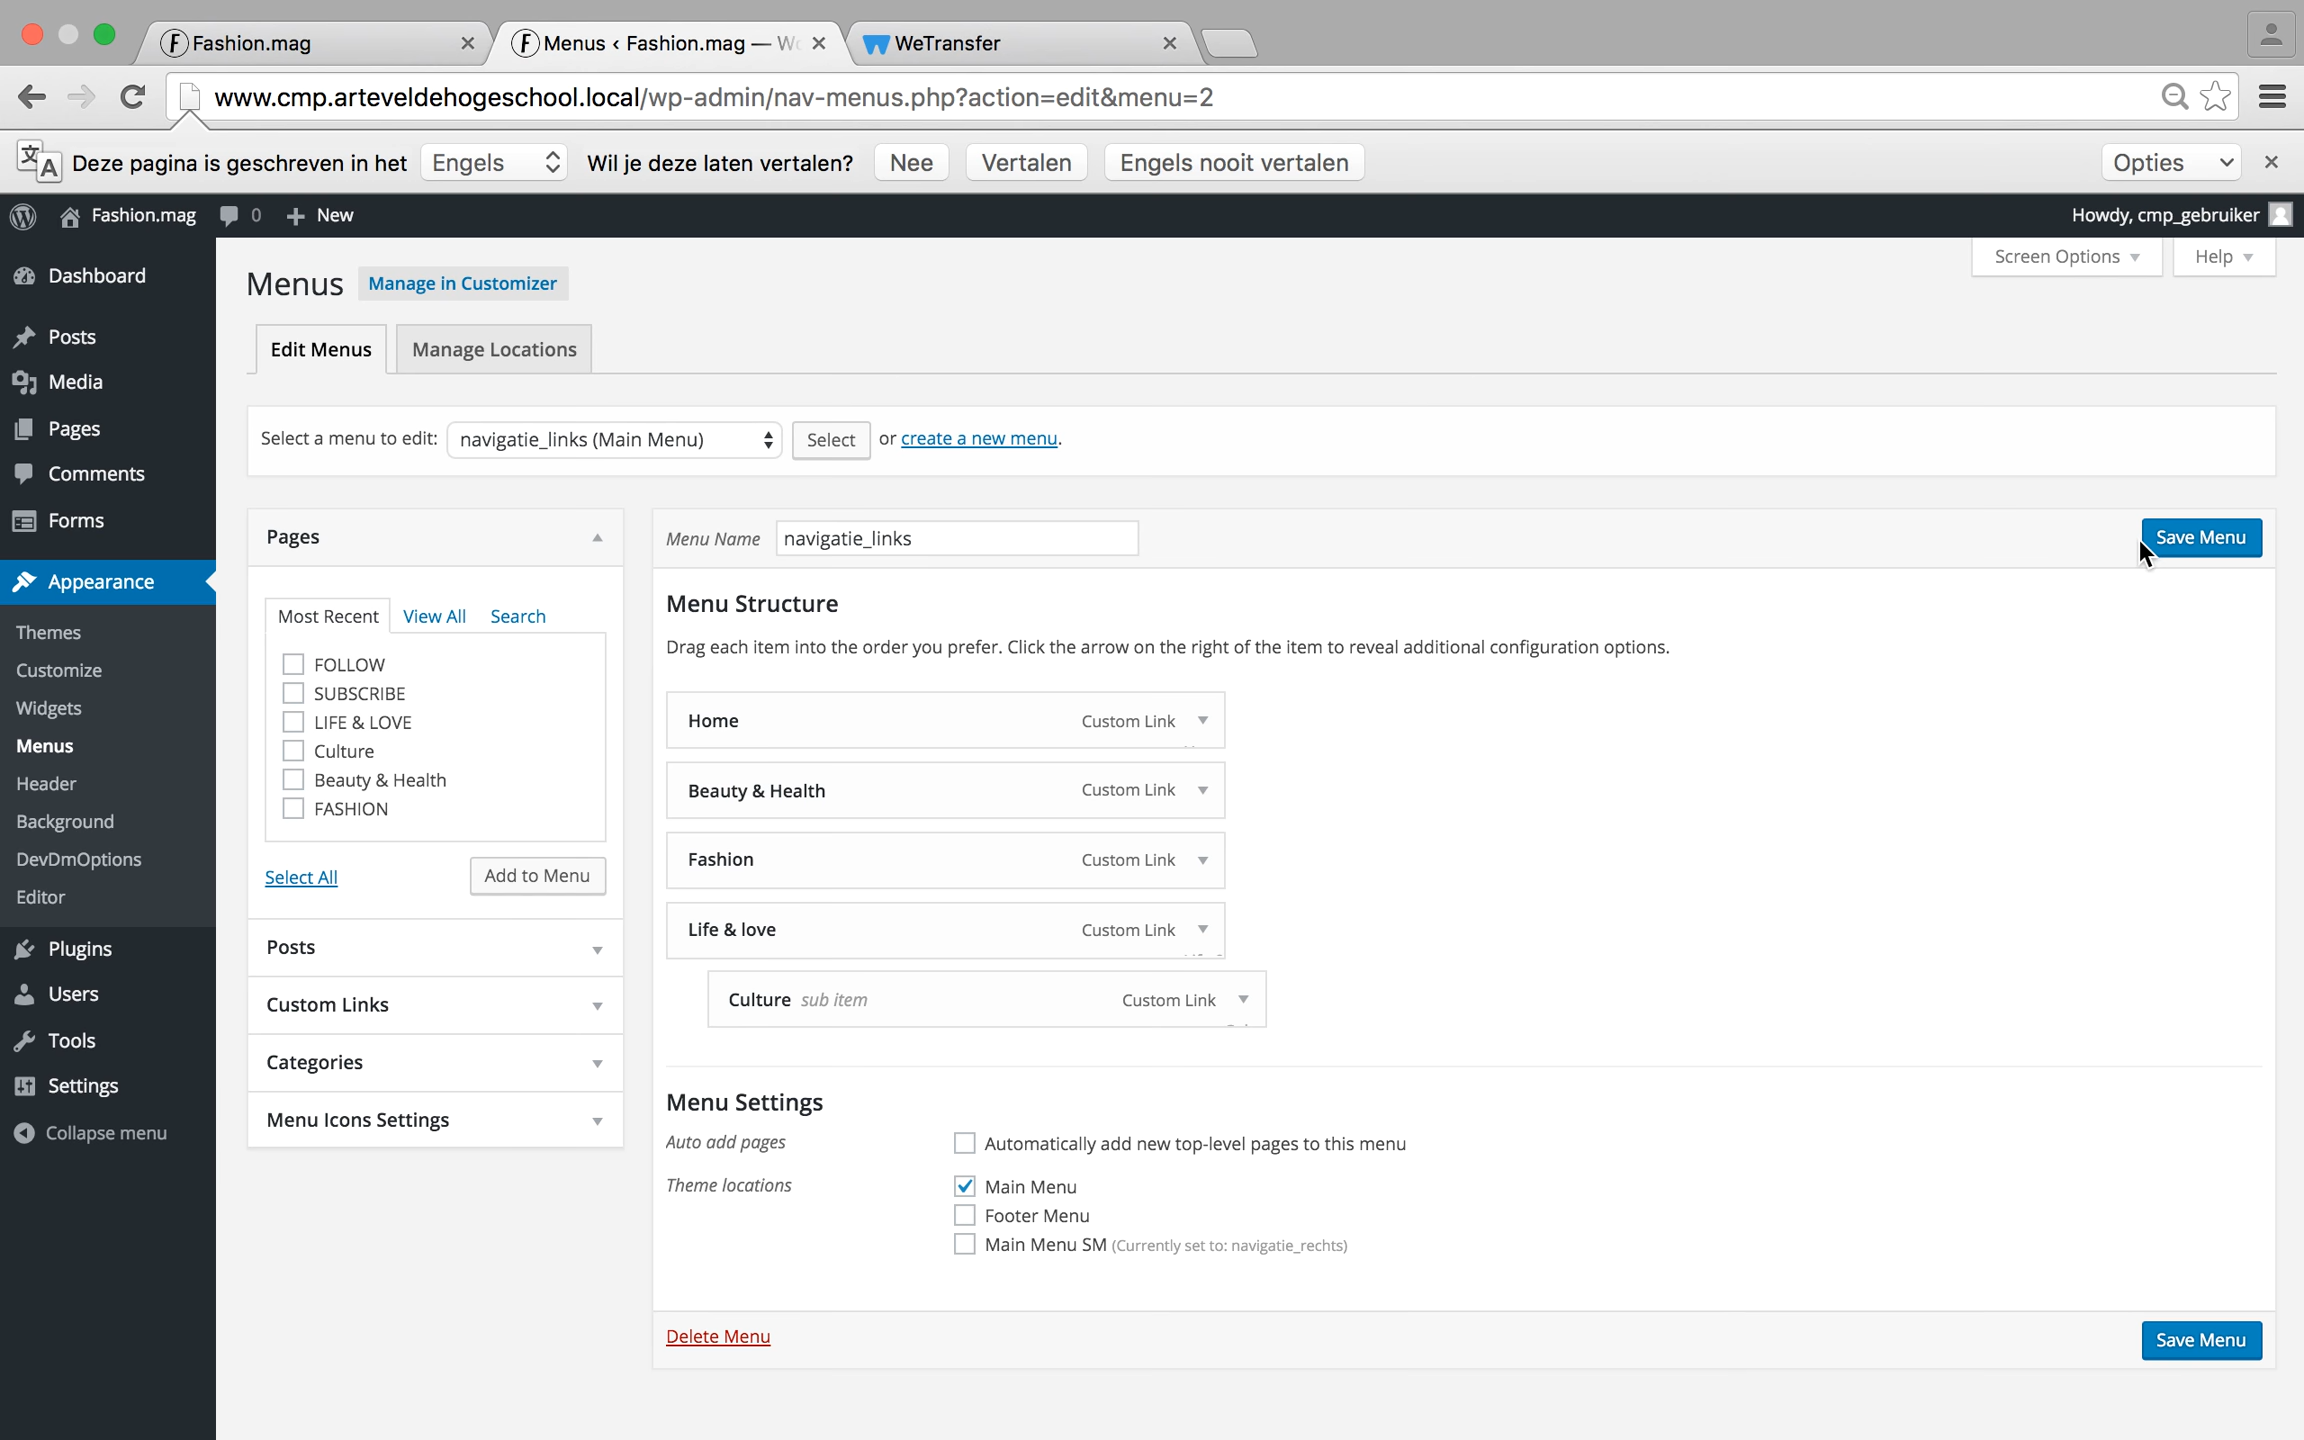 Fashion.mag
Menus ‹ Fashion.mag —
WeTransfer
www.cmp.arteveldehogeschool.local/wp-admin/nav-menus.php?action=edit&menu=2
Deze pagina is geschreven in het Engels Wil je deze laten vertalen? Nee Vertalen Engels nooit vertalen Opties
Fashion.mag 0 New Howdy, cmp_gebruiker
Screen Options Help
Dashboard
Posts
Media
Pages
Comments
Forms
Appearance
Themes
Customize
Widgets
Menus
Header
Background
DevDmOptions
Editor
Plugins
Users
Tools
Settings
Collapse menu
Menus Manage in Customizer
Edit Menus Manage Locations
Select a menu to edit: navigatie_links (Main Menu) Select or create a new menu.
Pages
Most Recent View All Search
FOLLOW
SUBSCRIBE
LIFE & LOVE
Culture
Beauty & Health
FASHION
Select All Add to Menu
Posts
Custom Links
Categories
Menu Icons Settings
Menu Name navigatie_links Save Menu
Menu Structure
Drag each item into the order you prefer. Click the arrow on the right of the item to reveal additional configuration options.
Home Custom Link
Beauty & Health Custom Link
Fashion Custom Link
Life & love Custom Link
Culture sub item Custom Link
Menu Settings
Auto add pages Automatically add new top-level pages to this menu
Theme locations Main Menu
Footer Menu
Main Menu SM (Currently set to: navigatie_rechts)
Delete Menu Save Menu